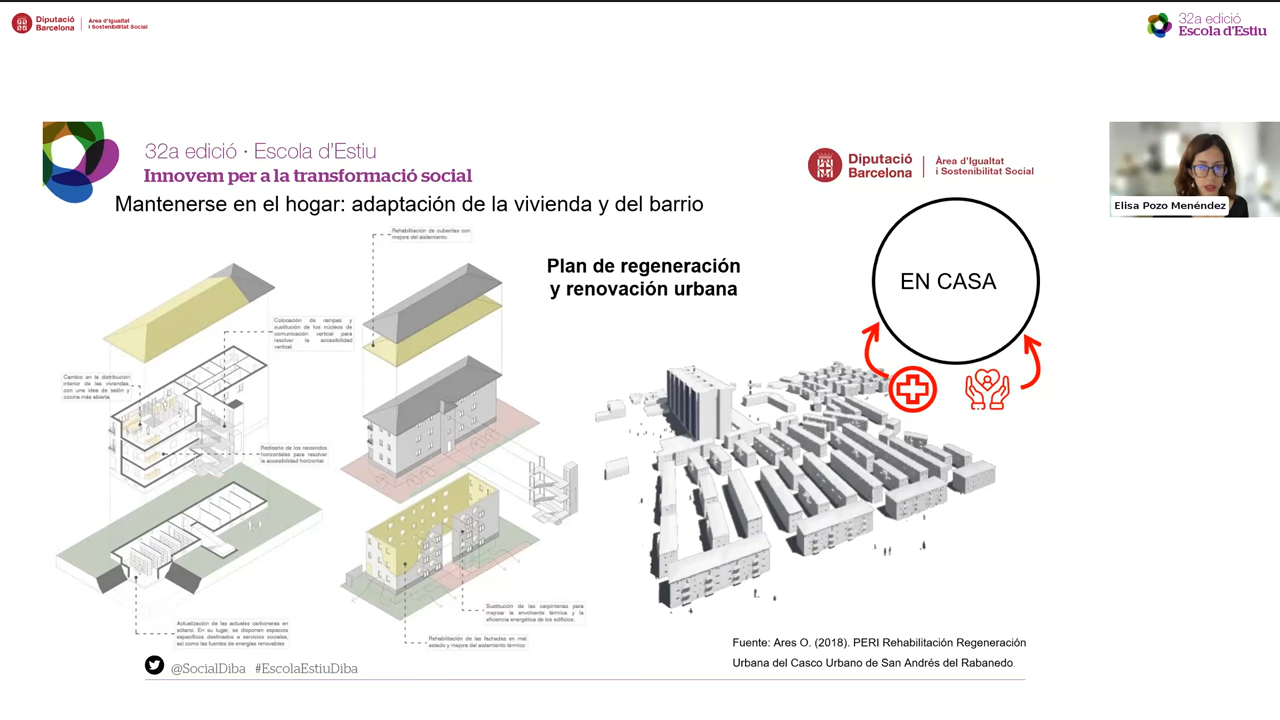 Diputació
Barcelona
Àrea d'Igualtat
i Sostenibilitat Social
32a edició
Escola d'Estiu
32a edició · Escola d'Estiu
Innovem per a la transformació social
Diputació
Barcelona
Àrea d'Igualtat
i Sostenibilitat Social
Mantenerse en el hogar: adaptación de la vivienda y del barrio
Elisa Pozo Menéndez
Rehabilitación de cubiertas con
mejora del aislamiento.
Plan de regeneración
y renovación urbana
EN CASA
Colocación de rampas y
sustitución de los núcleos de
comunicación vertical para
resolver la accesibilidad
vertical.
Cambio en la distribución
interior de las viviendas,
con una idea de salón y
cocina más abierta.
Rediseño de los recorridos
horizontales para resolver
la accesibilidad horizontal.
Sustitución de las carpinterías para
mejorar la envolvente térmica y la
eficiencia energética de los edificios.
Actualización de las actuales carboneras en
sótano. En su lugar, se disponen espacios
específicos destinados a servicios sociales,
así como las fuentes de energías renovables
Rehabilitación de las fachadas en mal
estado y mejora del aislamiento térmico.
Fuente: Ares O. (2018). PERI Rehabilitación Regeneración
Urbana del Casco Urbano de San Andrés del Rabanedo.
@SocialDiba #EscolaEstiuDiba